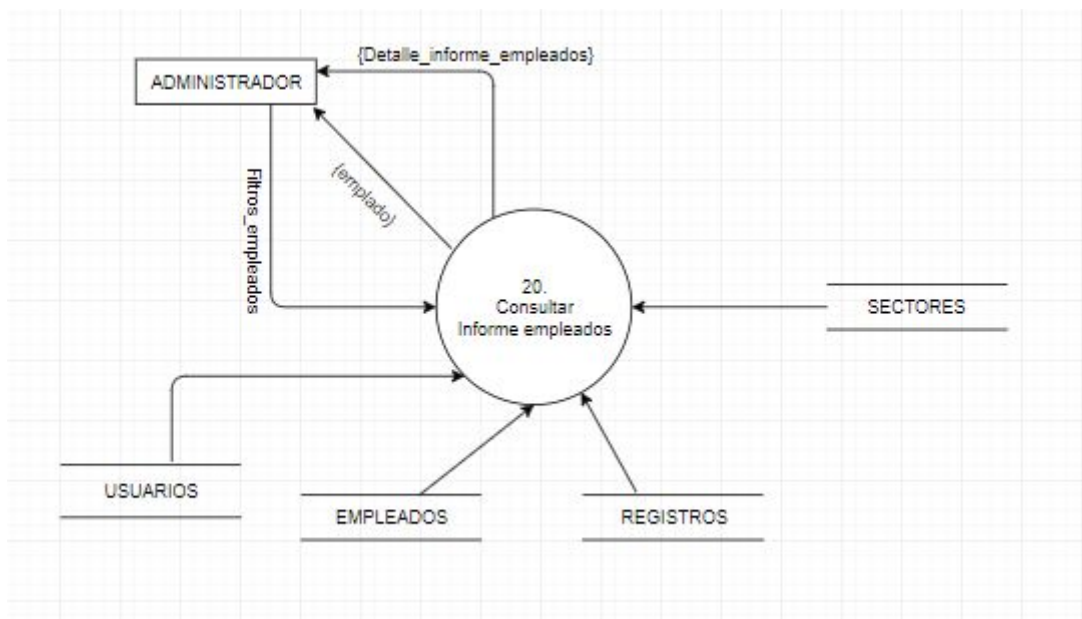 {Detalle_informe_empleados}
ADMINISTRADOR
{emplado}
Filtros_empleados
20.
Consultar
Informe empleados
SECTORES
USUARIOS
EMPLEADOS
REGISTROS